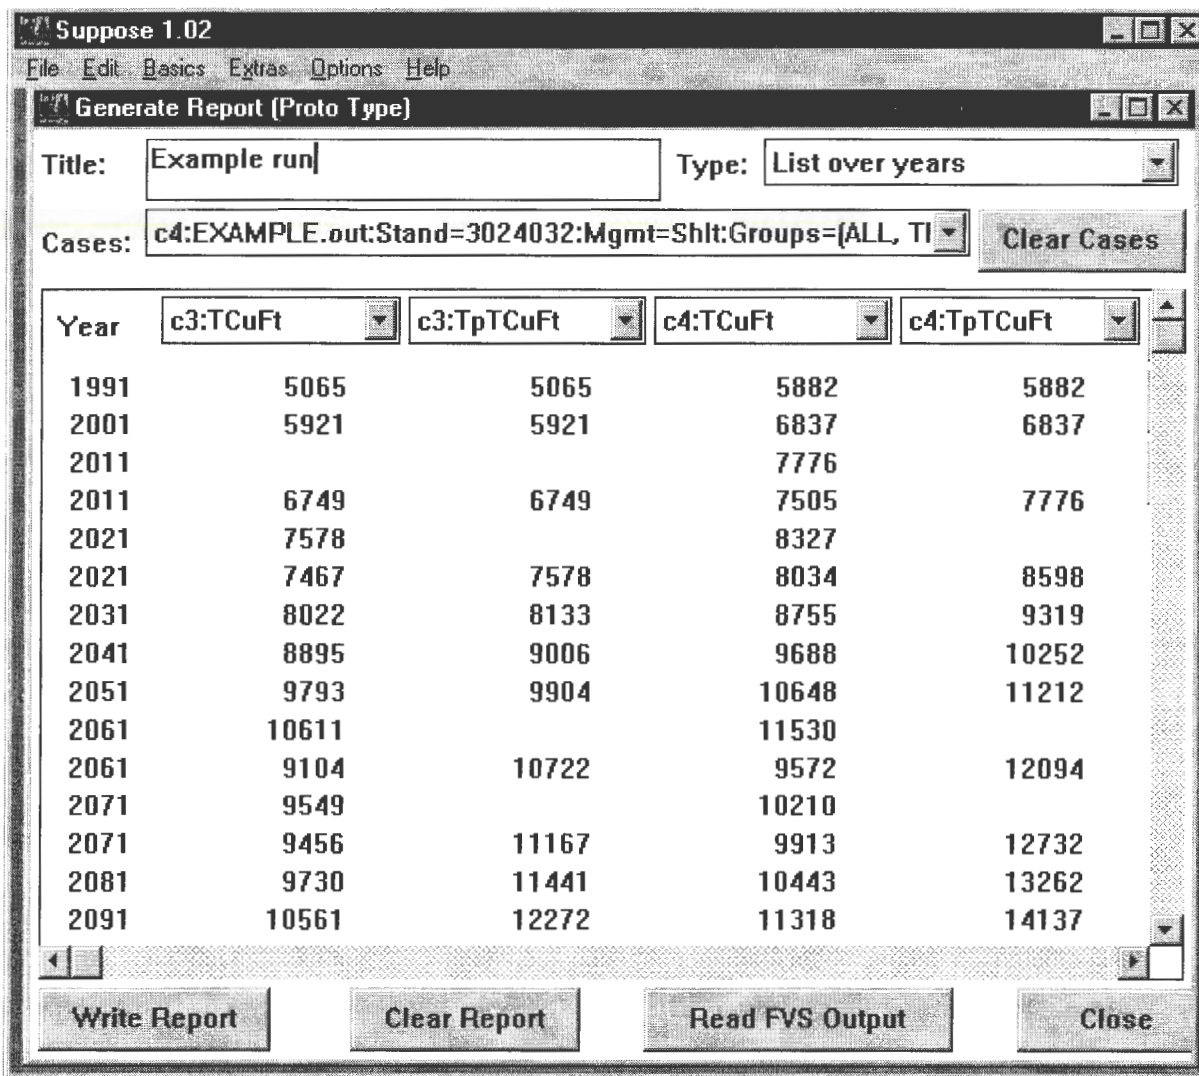 Suppose 1.02
File Edit Basics Extras Options Help
Generate Report (Proto Type)
Title: Example run Type: List over years
Cases: c4:EXAMPLE.out:Stand=3024032:Mgmt=Shlt:Groups=(ALL, TI Clear Cases
Year c3:TCuFt c3:TpTCuFt c4:TCuFt c4:TpTCuFt
1991 5065 5065 5882 5882
2001 5921 5921 6837 6837
2011 7776
2011 6749 6749 7505 7776
2021 7578 8327
2021 7467 7578 8034 8598
2031 8022 8133 8755 9319
2041 8895 9006 9688 10252
2051 9793 9904 10648 11212
2061 10611 11530
2061 9104 10722 9572 12094
2071 9549 10210
2071 9456 11167 9913 12732
2081 9730 11441 10443 13262
2091 10561 12272 11318 14137
Write Report Clear Report Read FVS Output Close